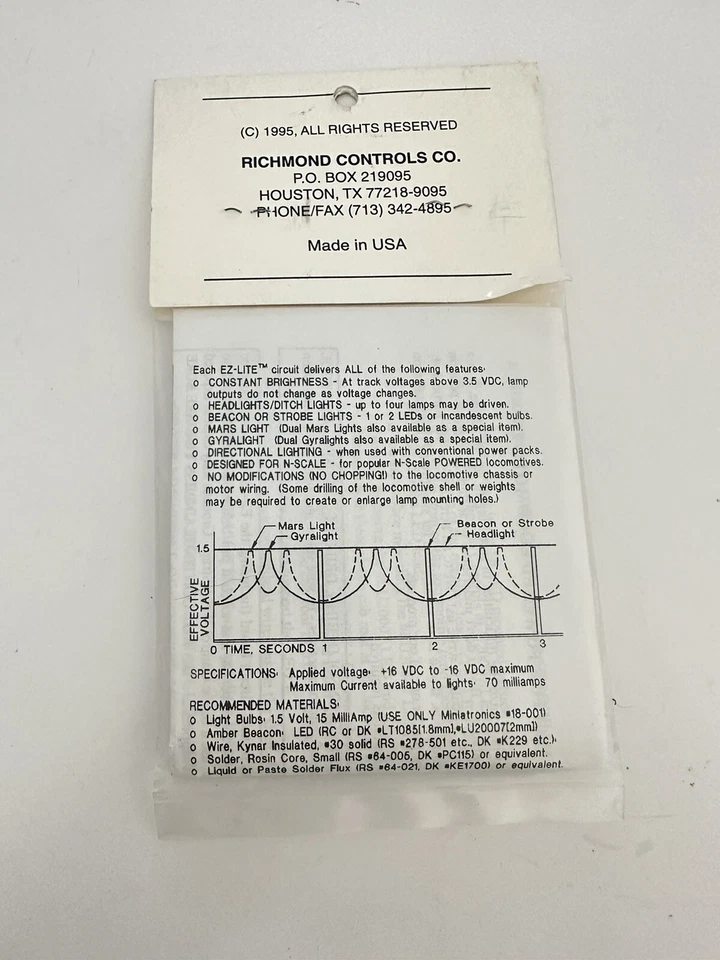 (C) 1995, ALL RIGHTS RESERVED
RICHMOND CONTROLS CO.
P.O. BOX 219095
HOUSTON, TX 77218-9095
PHONE/FAX (713) 342-4895
Made in USA
Each EZ-LITE™ circuit delivers ALL of the following features:
o CONSTANT BRIGHTNESS - At track voltages above 3.5 VDC, lamp
outputs do not change as voltage changes.
o HEADLIGHTS/DITCH LIGHTS - up to four lamps may be driven.
o BEACON OR STROBE LIGHTS - 1 or 2 LEDs or incandescent bulbs.
o MARS LIGHT (Dual Mars Lights also available as a special item).
o GYRALIGHT (Dual Gyralights also available as a special item).
o DIRECTIONAL LIGHTING - when used with conventional power packs.
o DESIGNED FOR N-SCALE - for popular N-Scale POWERED locomotives.
o NO MODIFICATIONS (NO CHOPPING!) to the locomotive chassis or
motor wiring. (Some drilling of the locomotive shell or weights
may be required to create or enlarge lamp mounting holes.)
Mars Light
Gyralight
Beacon or Strobe
Headlight
1.5
EFFECTIVE
VOLTAGE
0 TIME, SECONDS 1 2 3
SPECIFICATIONS: Applied voltage: +16 VDC to -16 VDC maximum
Maximum Current available to lights: 70 milliamps
RECOMMENDED MATERIALS:
o Light Bulbs: 1.5 Volt, 15 MilliAmp (USE ONLY Miniatronics #18-001)
o Amber Beacon: LED (RC or DK #LT1085[1.8mm],#LU20007[2mm])
o Wire, Kynar Insulated, #30 solid (RS #278-501 etc., DK #K229 etc.).
o Solder, Rosin Core, Small (RS #64-005, DK #PC115) or equivalent.
o Liquid or Paste Solder Flux (RS #64-021, DK #KE1700) or equivalent.